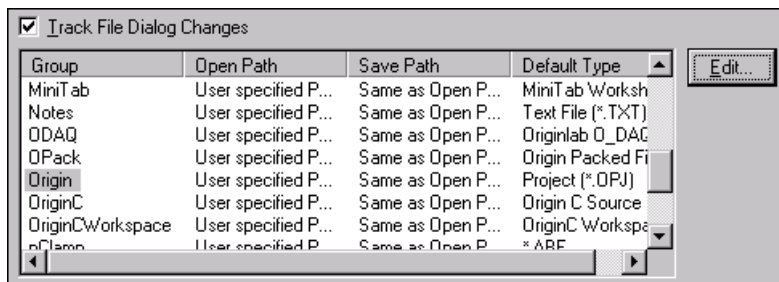 Track File Dialog Changes
Group Open Path Save Path Default Type Edit...
MiniTab User specified P... Same as Open P... MiniTab Worksh
Notes User specified P... Same as Open P... Text File (*.TXT)
ODAQ User specified P... Same as Open P... Originlab O_DAQ
OPack User specified P... Same as Open P... Origin Packed Fi
Origin User specified P... Same as Open P... Project (*.OPJ)
OriginC User specified P... Same as Open P... Origin C Source
OriginCWorkspace User specified P... Same as Open P... OriginC Workspa
pClamp User specified P... Same as Open P... *.ABF